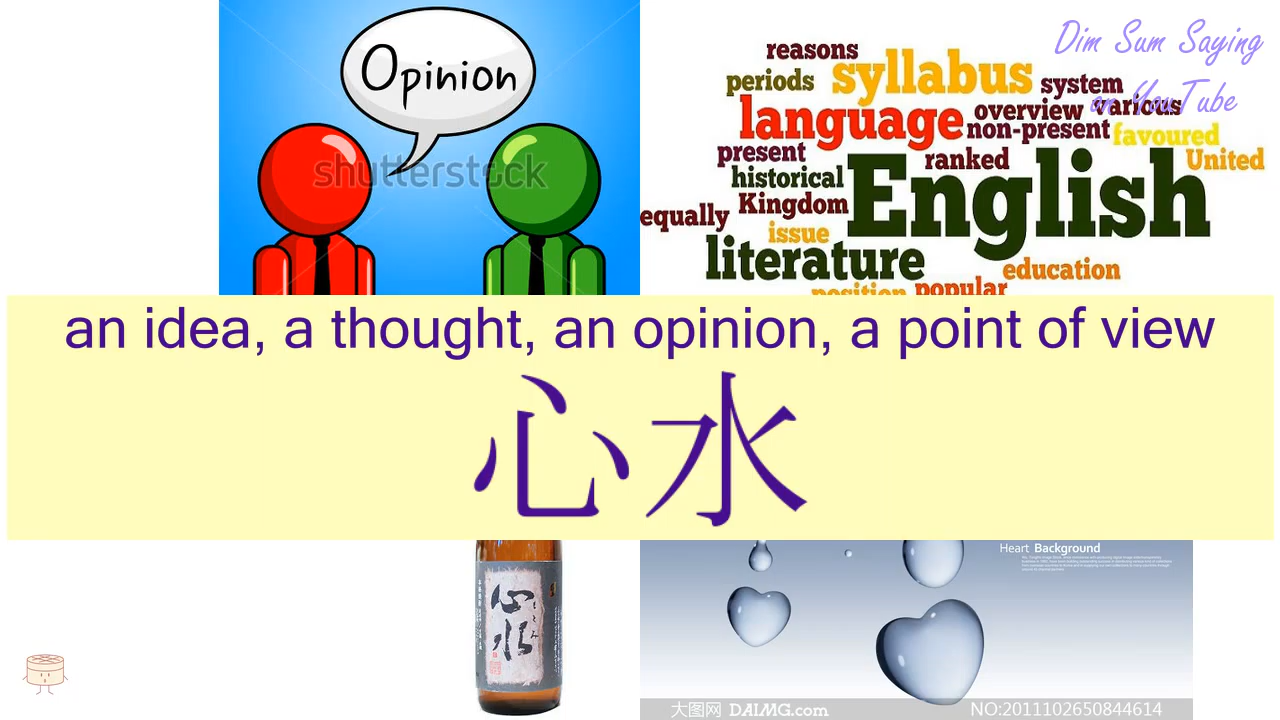 Opinion
shutterstock
Dim Sum Saying
on YouTube
reasons
periods
syllabus
system
language
overview
various
non-present
favoured
present
ranked
United
historical
English
Kingdom
equally
issue
literature
education
position
popular
an idea, a thought, an opinion, a point of view
心水
心水
Heart Background
大图网 DAIMG.com
NO:2011102650844614